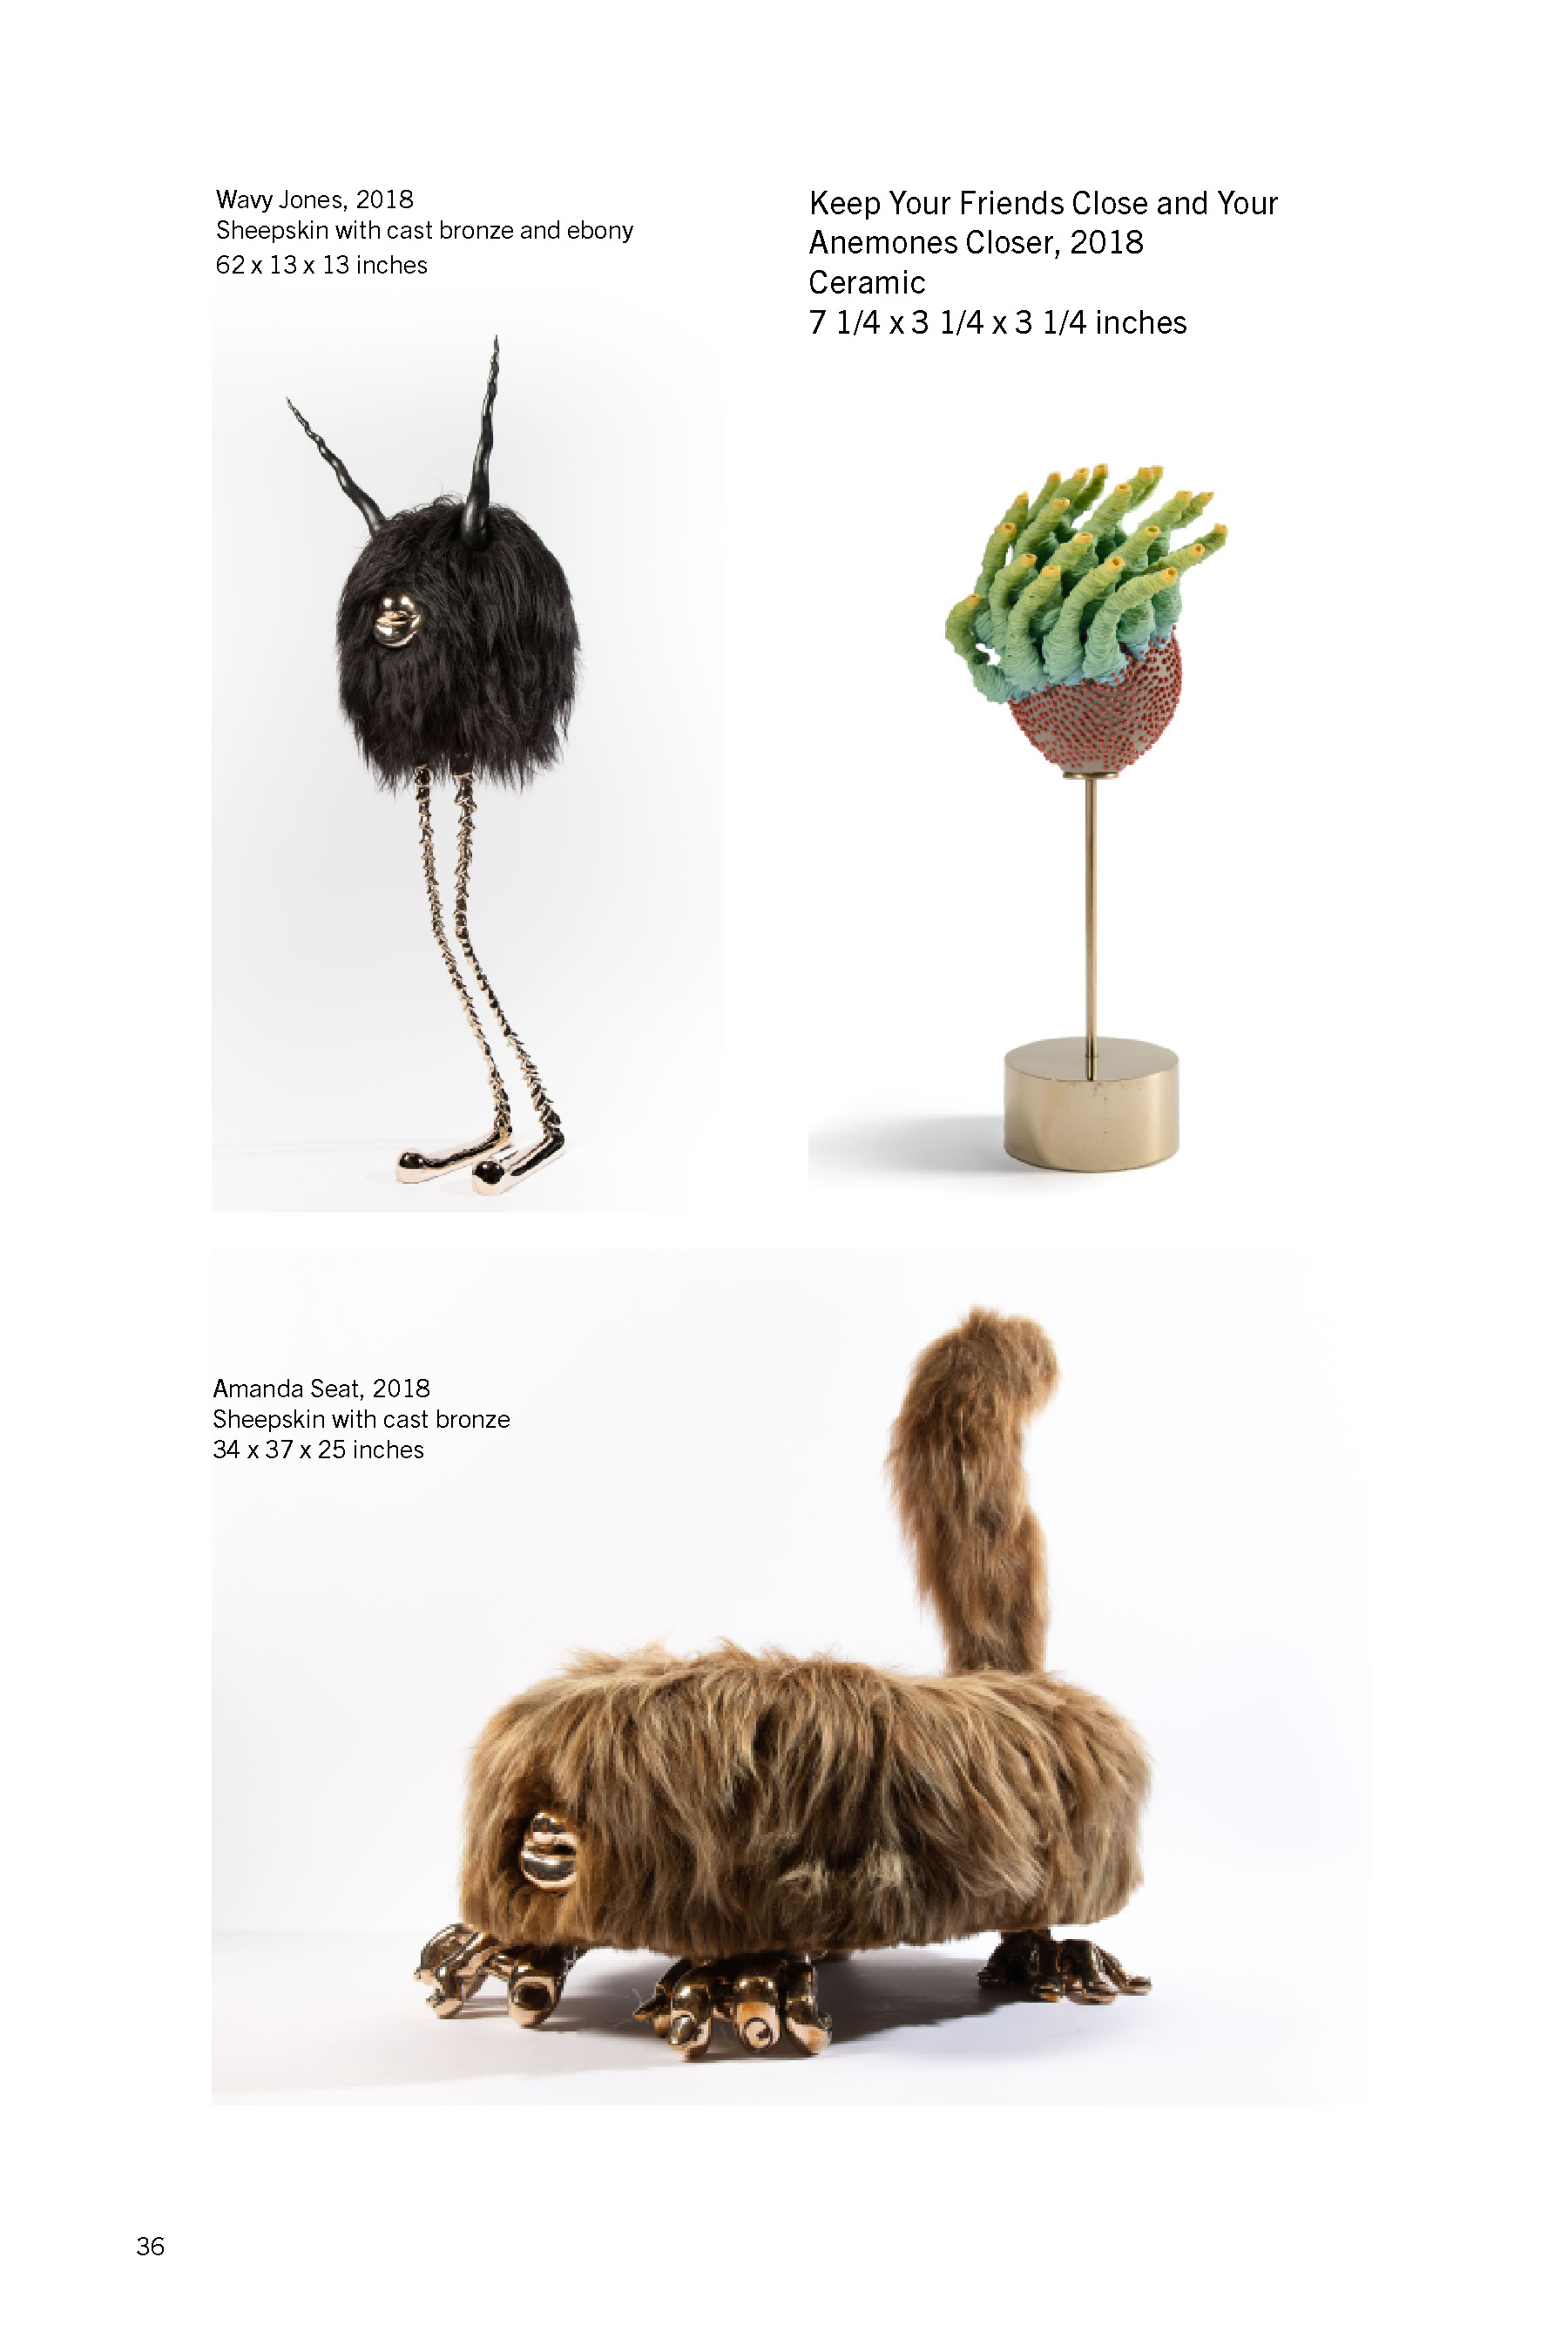 Wavy Jones, 2018
Sheepskin with cast bronze and ebony
62 x 13 x 13 inches
Keep Your Friends Close and Your
Anemones Closer, 2018
Ceramic
7 1/4 x 3 1/4 x 3 1/4 inches
Amanda Seat, 2018
Sheepskin with cast bronze
34 x 37 x 25 inches
36